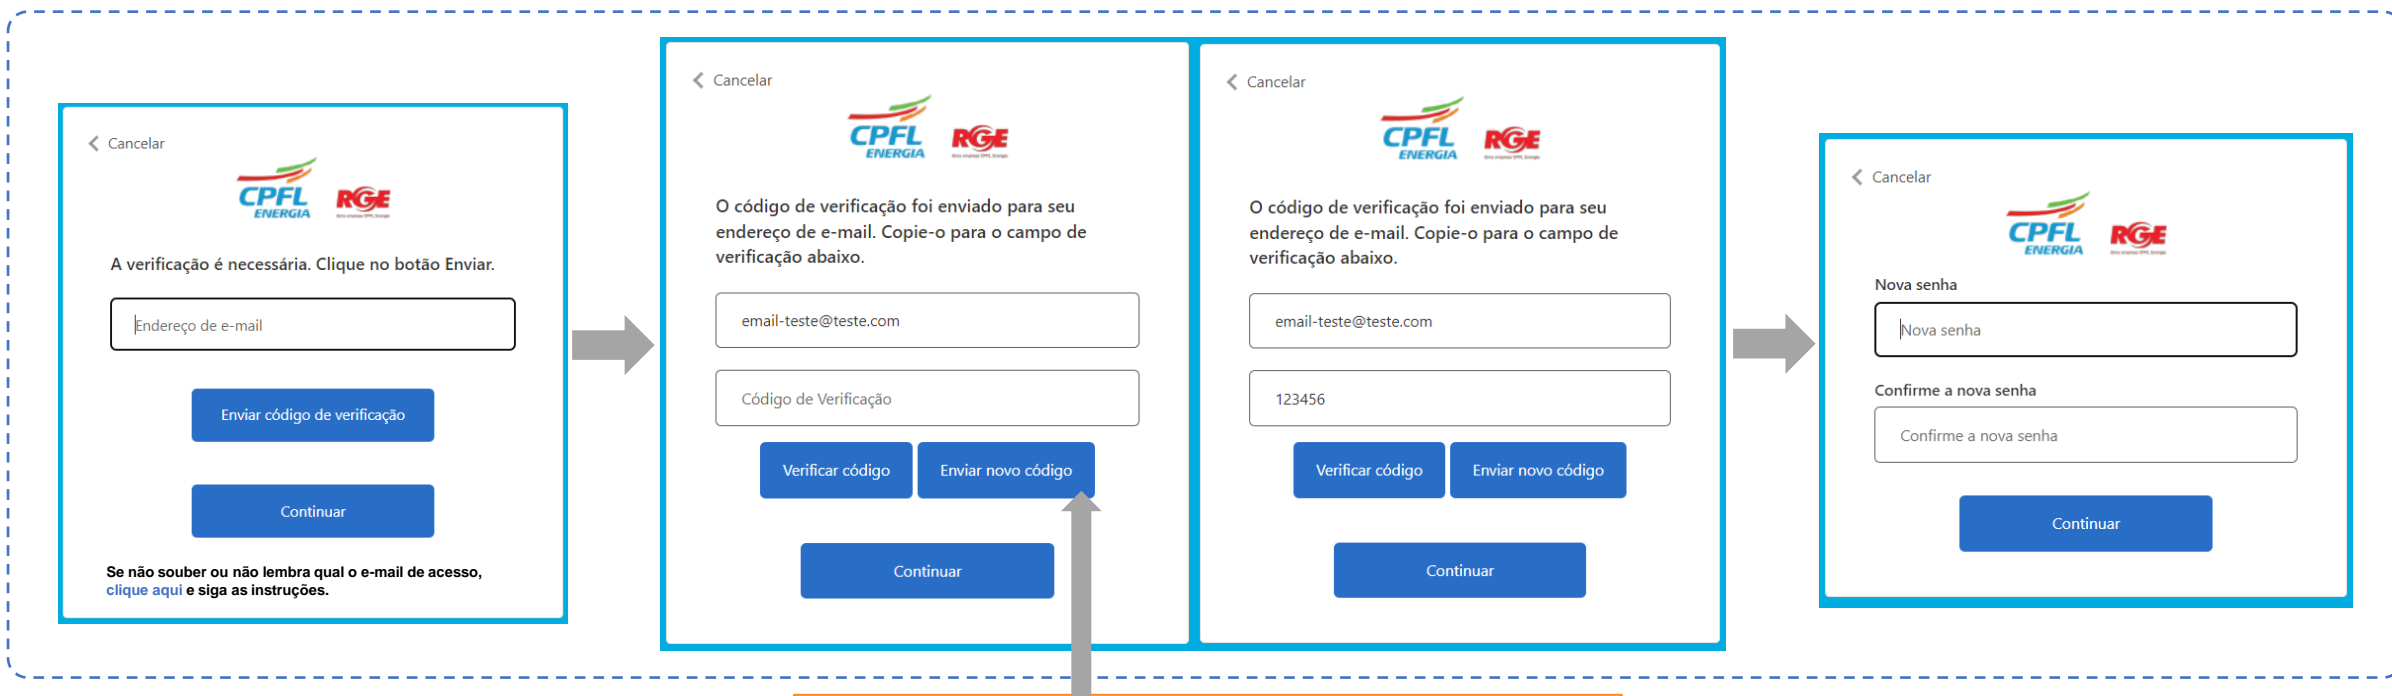 Cancelar
CPFL
ENERGIA
RGE
A verificação é necessária. Clique no botão Enviar.
Endereço de e-mail
Enviar código de verificação
Continuar
Se não souber ou não lembra qual o e-mail de acesso,
clique aqui e siga as instruções.
Cancelar
CPFL
ENERGIA
RGE
O código de verificação foi enviado para seu
endereço de e-mail. Copie-o para o campo de
verificação abaixo.
email-teste@teste.com
Código de Verificação
Verificar código
Enviar novo código
Continuar
Cancelar
CPFL
ENERGIA
RGE
O código de verificação foi enviado para seu
endereço de e-mail. Copie-o para o campo de
verificação abaixo.
email-teste@teste.com
123456
Verificar código
Enviar novo código
Continuar
Cancelar
CPFL
ENERGIA
RGE
Nova senha
Nova senha
Confirme a nova senha
Confirme a nova senha
Continuar